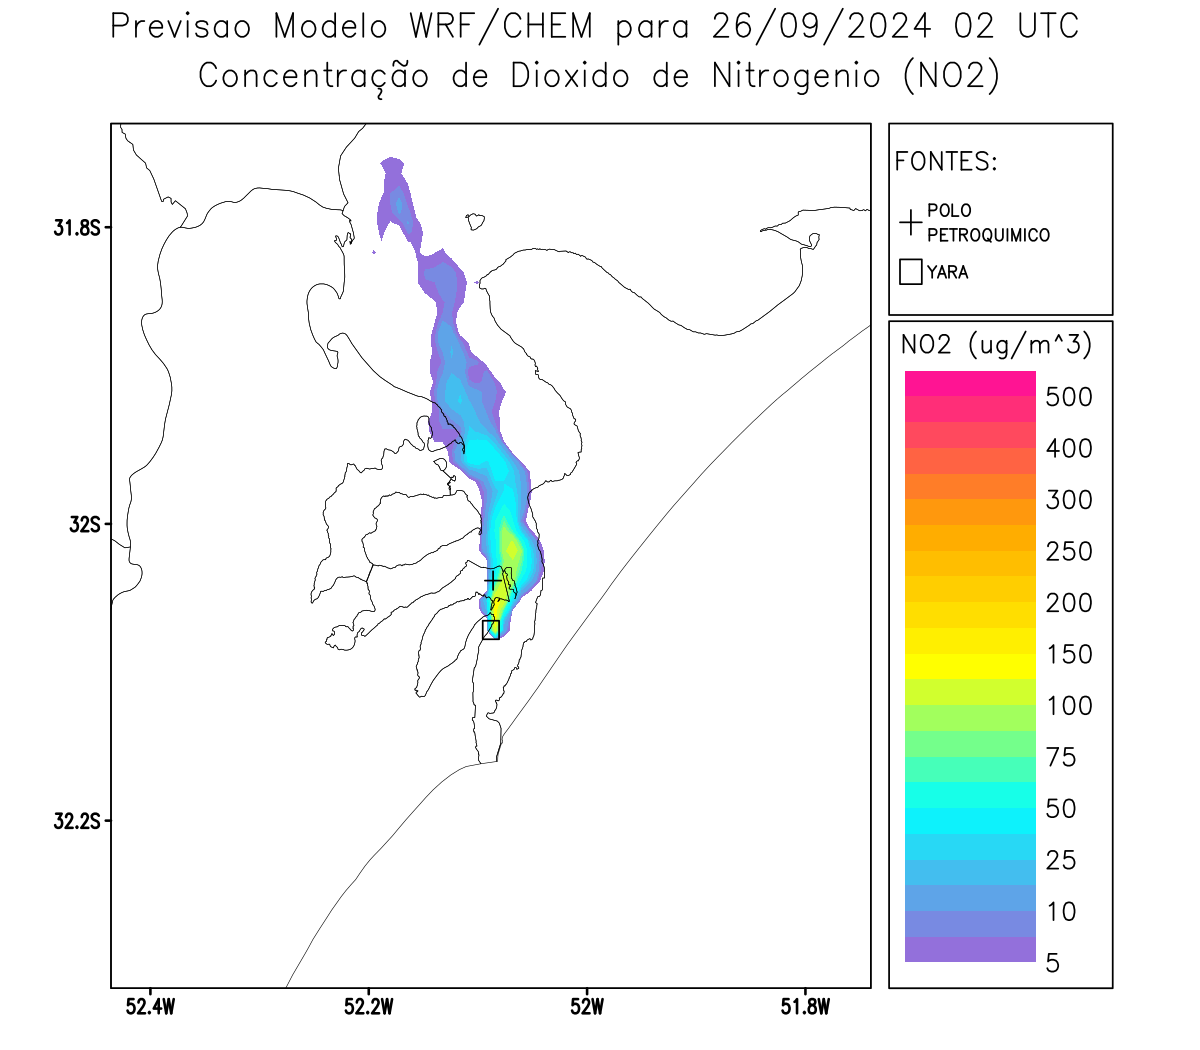 Previsao Modelo WRF/CHEM para 26/09/2024 02 UTC
Concentração de Dioxido de Nitrogenio (NO2)
FONTES:
POLO
PETROQUIMICO
YARA
NO2 (ug/m^3)
500
400
300
250
200
150
100
75
50
25
10
5
31.8S
32S
32.2S
52.4W
52.2W
52W
51.8W